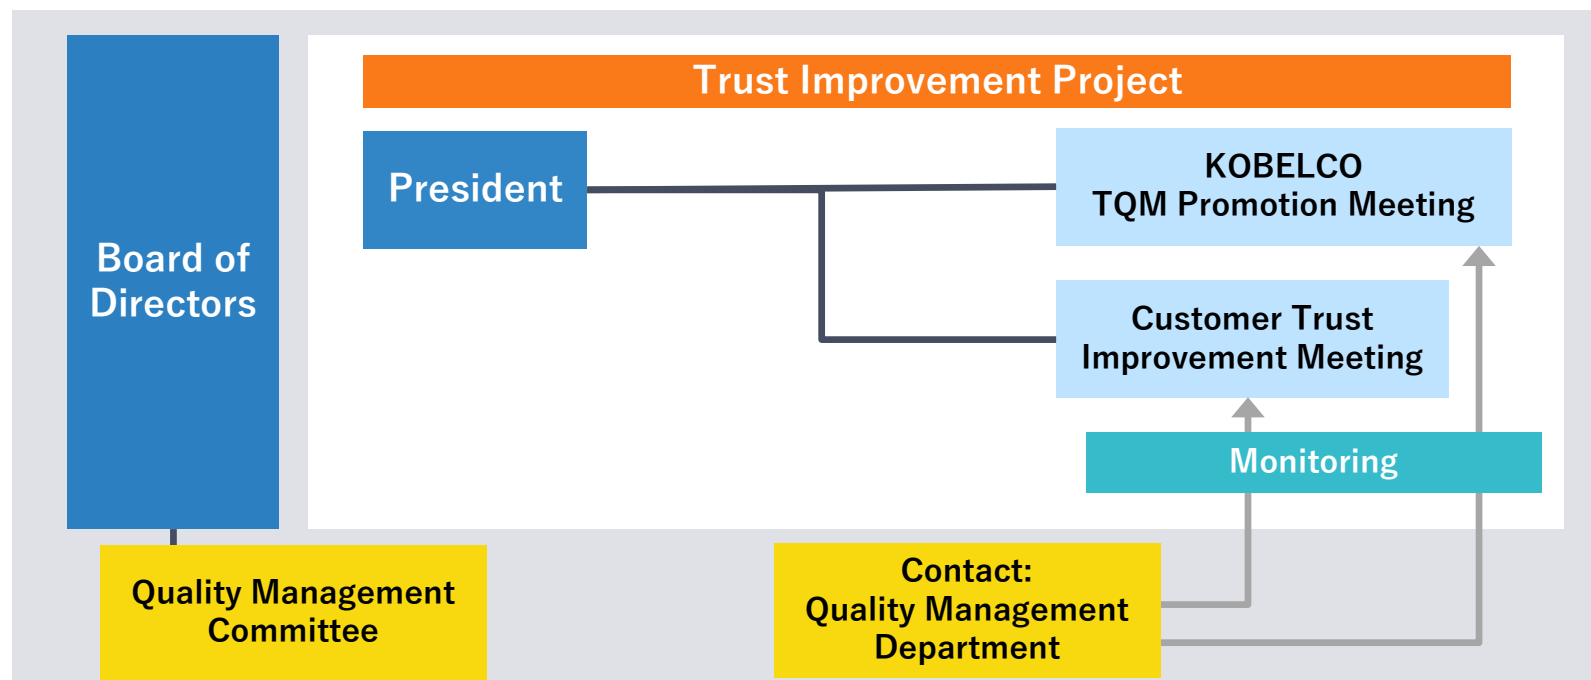 Trust Improvement Project
Board of
Directors
President
KOBELCO
TQM Promotion Meeting
Customer Trust
Improvement Meeting
Monitoring
Quality Management
Committee
Contact:
Quality Management
Department